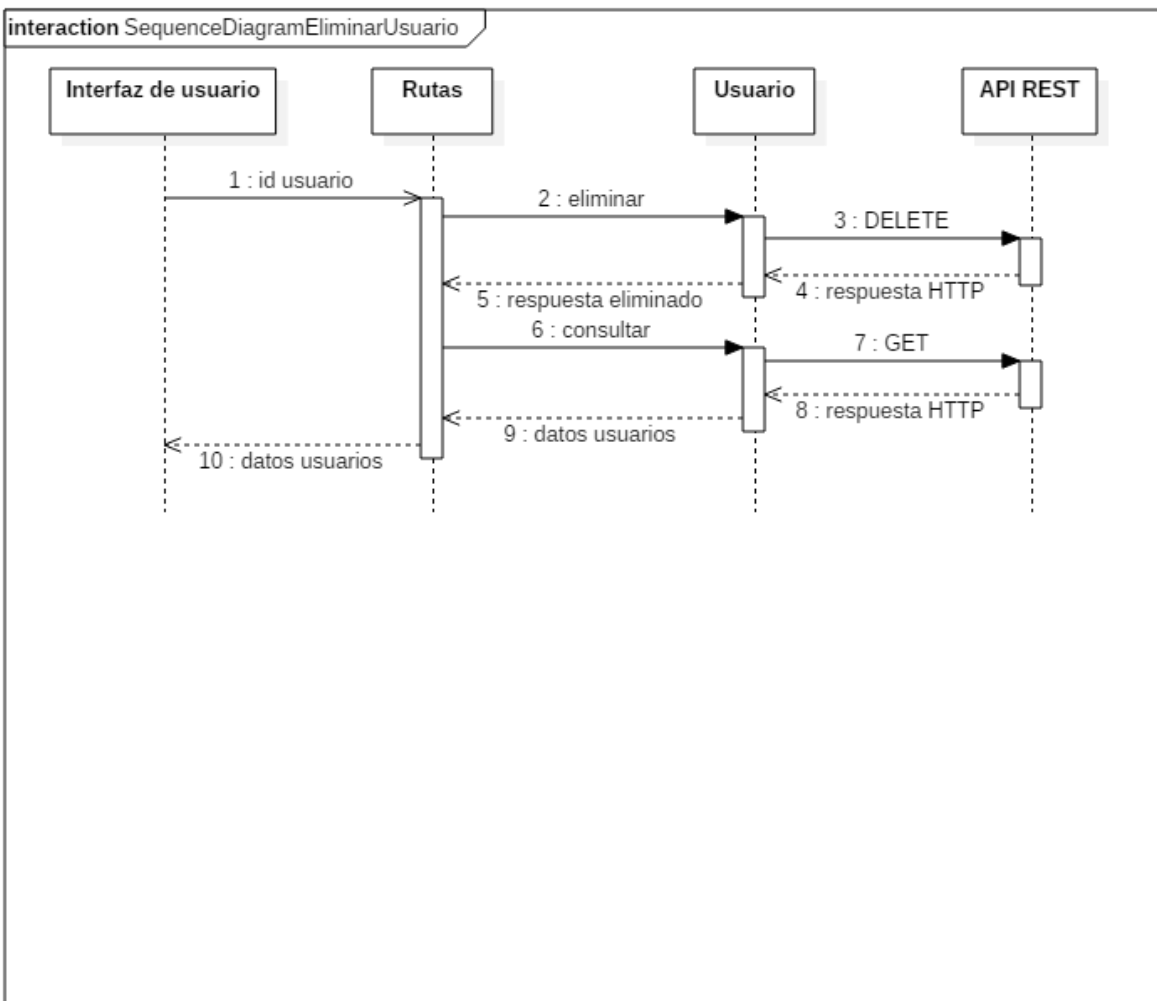 interaction SequenceDiagramEliminarUsuario
Interfaz de usuario
Rutas
Usuario
API REST
1 : id usuario
2 : eliminar
3 : DELETE
4 : respuesta HTTP
5 : respuesta eliminado
6 : consultar
7 : GET
8 : respuesta HTTP
9 : datos usuarios
10 : datos usuarios